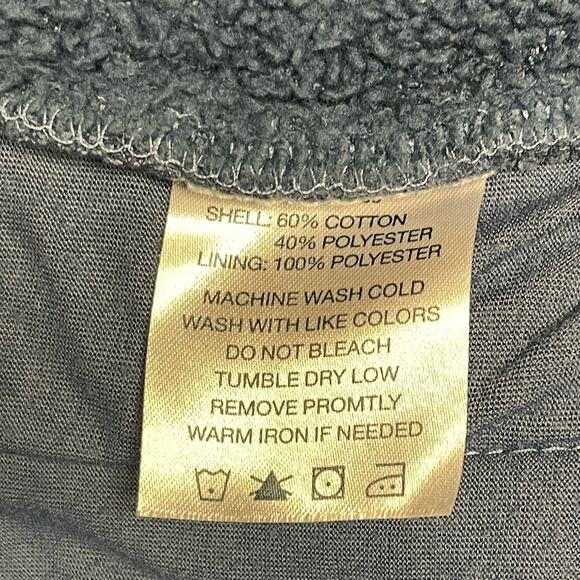 SHELL: 60% COTTON
40% POLYESTER
LINING: 100% POLYESTER
MACHINE WASH COLD
WASH WITH LIKE COLORS
DO NOT BLEACH
TUMBLE DRY LOW
REMOVE PROMTLY
WARM IRON IF NEEDED